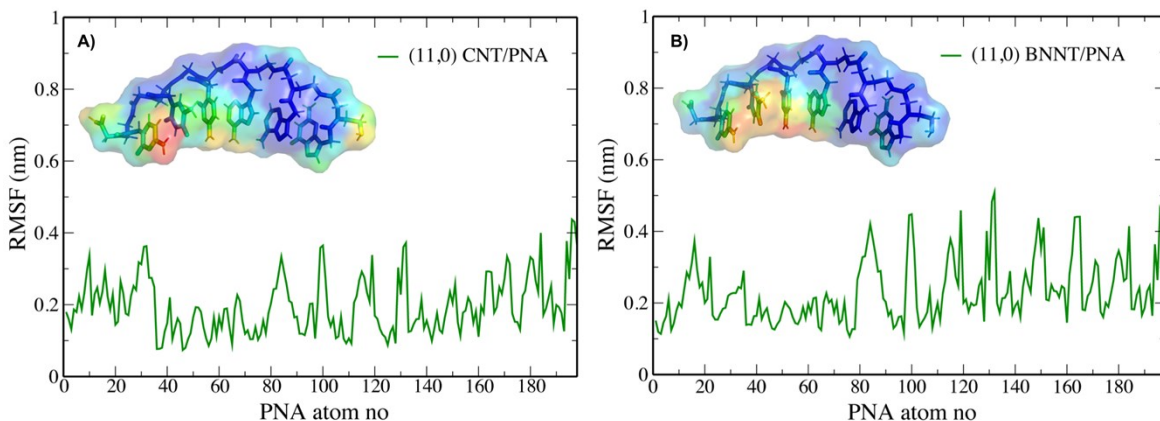 A)
(11,0) CNT/PNA
RMSF (nm)
1
0.8
0.6
0.4
0.2
0
0 20 40 60 80 100 120 140 160 180
PNA atom no
B)
(11,0) BNNT/PNA
RMSF (nm)
1
0.8
0.6
0.4
0.2
0
0 20 40 60 80 100 120 140 160 180
PNA atom no